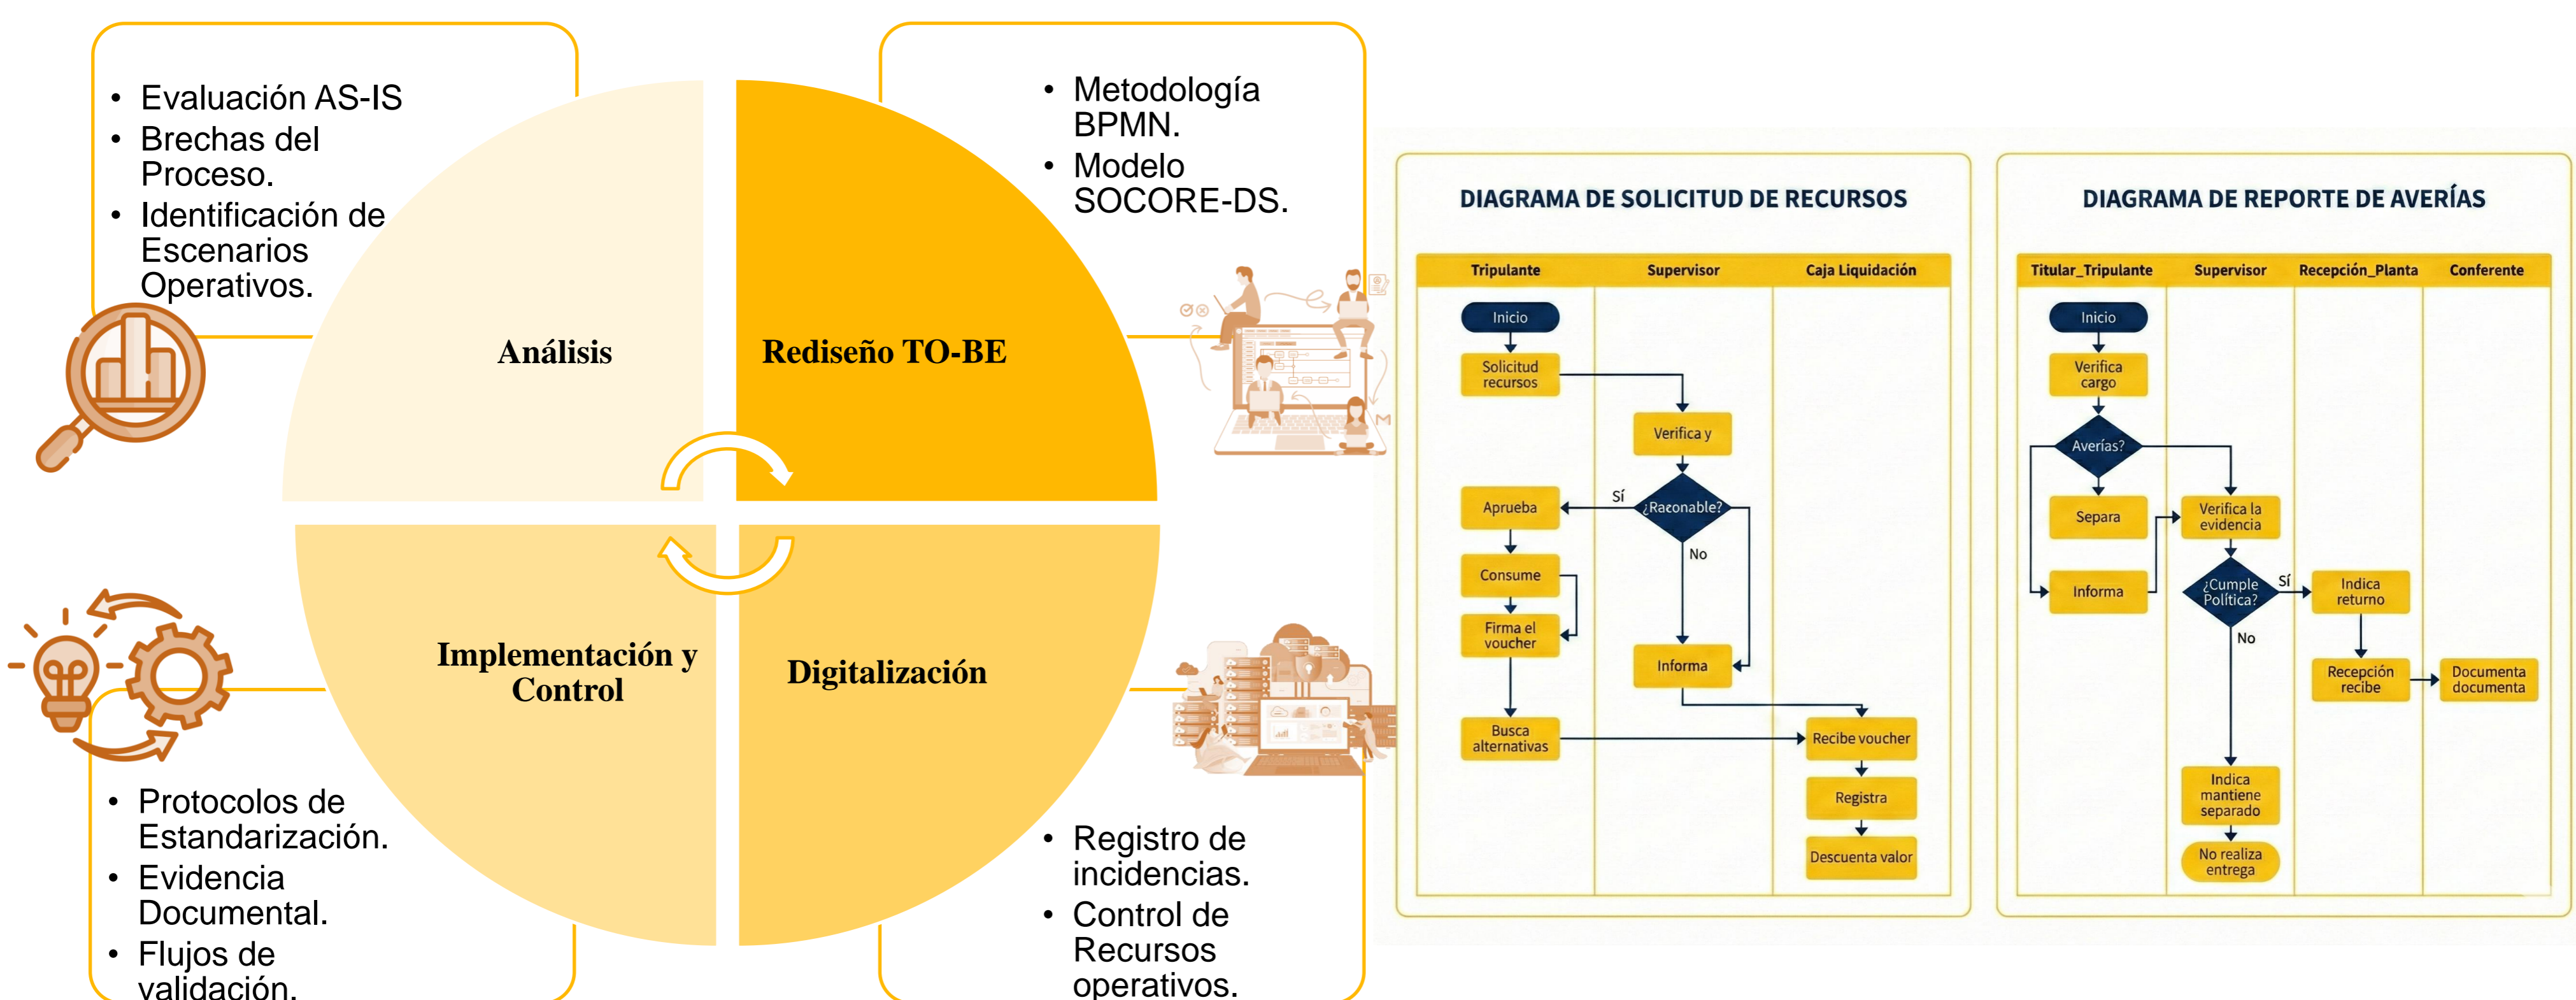 • Evaluación AS-IS
• Brechas del
Proceso.
• Identificación de
Escenarios
Operativos.
• Metodología
BPMN.
• Modelo
SOCORE-DS.
Análisis
Rediseño TO-BE
Implementación y
Control
Digitalización
• Protocolos de
Estandarización.
• Evidencia
Documental.
• Flujos de
validación.
• Registro de
incidencias.
• Control de
Recursos
operativos.
DIAGRAMA DE SOLICITUD DE RECURSOS
Tripulante
Supervisor
Caja Liquidación
Inicio
Solicitud
recursos
Verifica y
¿Raconable?
Sí
No
Aprueba
Consume
Firma el
voucher
Informa
Busca
alternativas
Recibe voucher
Registra
Descuenta valor
DIAGRAMA DE REPORTE DE AVERÍAS
Titular_Tripulante
Supervisor
Recepción_Planta
Conferente
Inicio
Verifica
cargo
Averías?
Separa
Verifica la
evidencia
Informa
¿Cumple
Política?
Sí
No
Indica
returno
Recepción
recibe
Documenta
documenta
Indica
mantiene
separado
No realiza
entrega